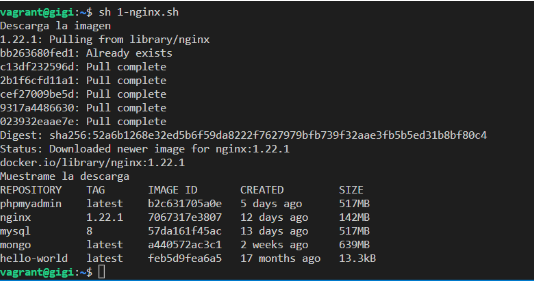 vagrant@gigi:~$ sh 1-nginx.sh
Descarga la imagen
1.22.1: Pulling from library/nginx
bb263680fed1: Already exists
c13df232596d: Pull complete
2b1f6cfd11a1: Pull complete
cef27009be5d: Pull complete
9317a4486630: Pull complete
023932eaae7e: Pull complete
Digest: sha256:52a6b1268e32ed5b6f59da8222f7627979bfb739f32aae3fb5b5ed31b8bf80c4
Status: Downloaded newer image for nginx:1.22.1
docker.io/library/nginx:1.22.1
Muestrame la descarga
REPOSITORY TAG IMAGE ID CREATED SIZE
phpmyadmin latest b2c631705a0e 5 days ago 517MB
nginx 1.22.1 7067317e3807 12 days ago 142MB
mysql 8 57da161f45ac 13 days ago 517MB
mongo latest a440572ac3c1 2 weeks ago 639MB
hello-world latest feb5d9fea6a5 17 months ago 13.3kB
vagrant@gigi:~$